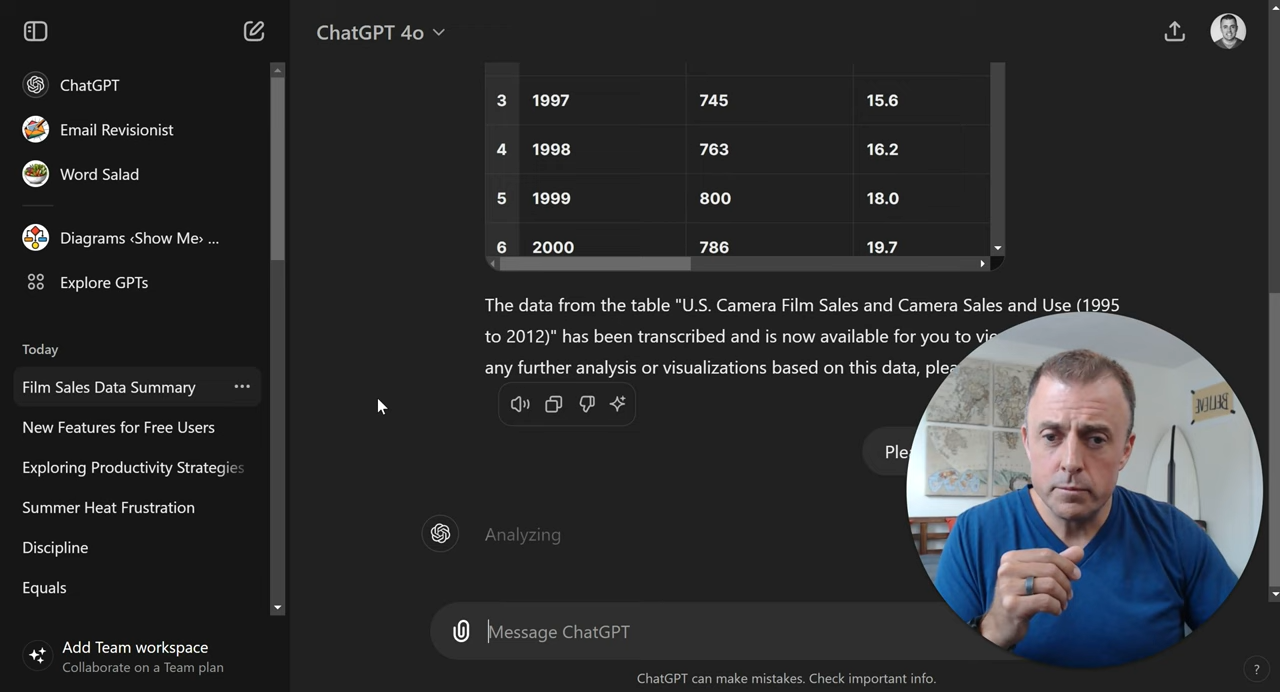 ChatGPT 4o
ChatGPT
Email Revisionist
Word Salad
Diagrams ‹Show Me› ...
Explore GPTs
Today
Film Sales Data Summary
New Features for Free Users
Exploring Productivity Strategies
Summer Heat Frustration
Discipline
Equals
Add Team workspace
Collaborate on a Team plan
3 1997 745 15.6
4 1998 763 16.2
5 1999 800 18.0
6 2000 786 19.7
The data from the table "U.S. Camera Film Sales and Camera Sales and Use (1995
to 2012)" has been transcribed and is now available for you to
any further analysis or visualizations based on this data,
Analyzing
Message ChatGPT
ChatGPT can make mistakes. Check important info.
?
BELIEVE